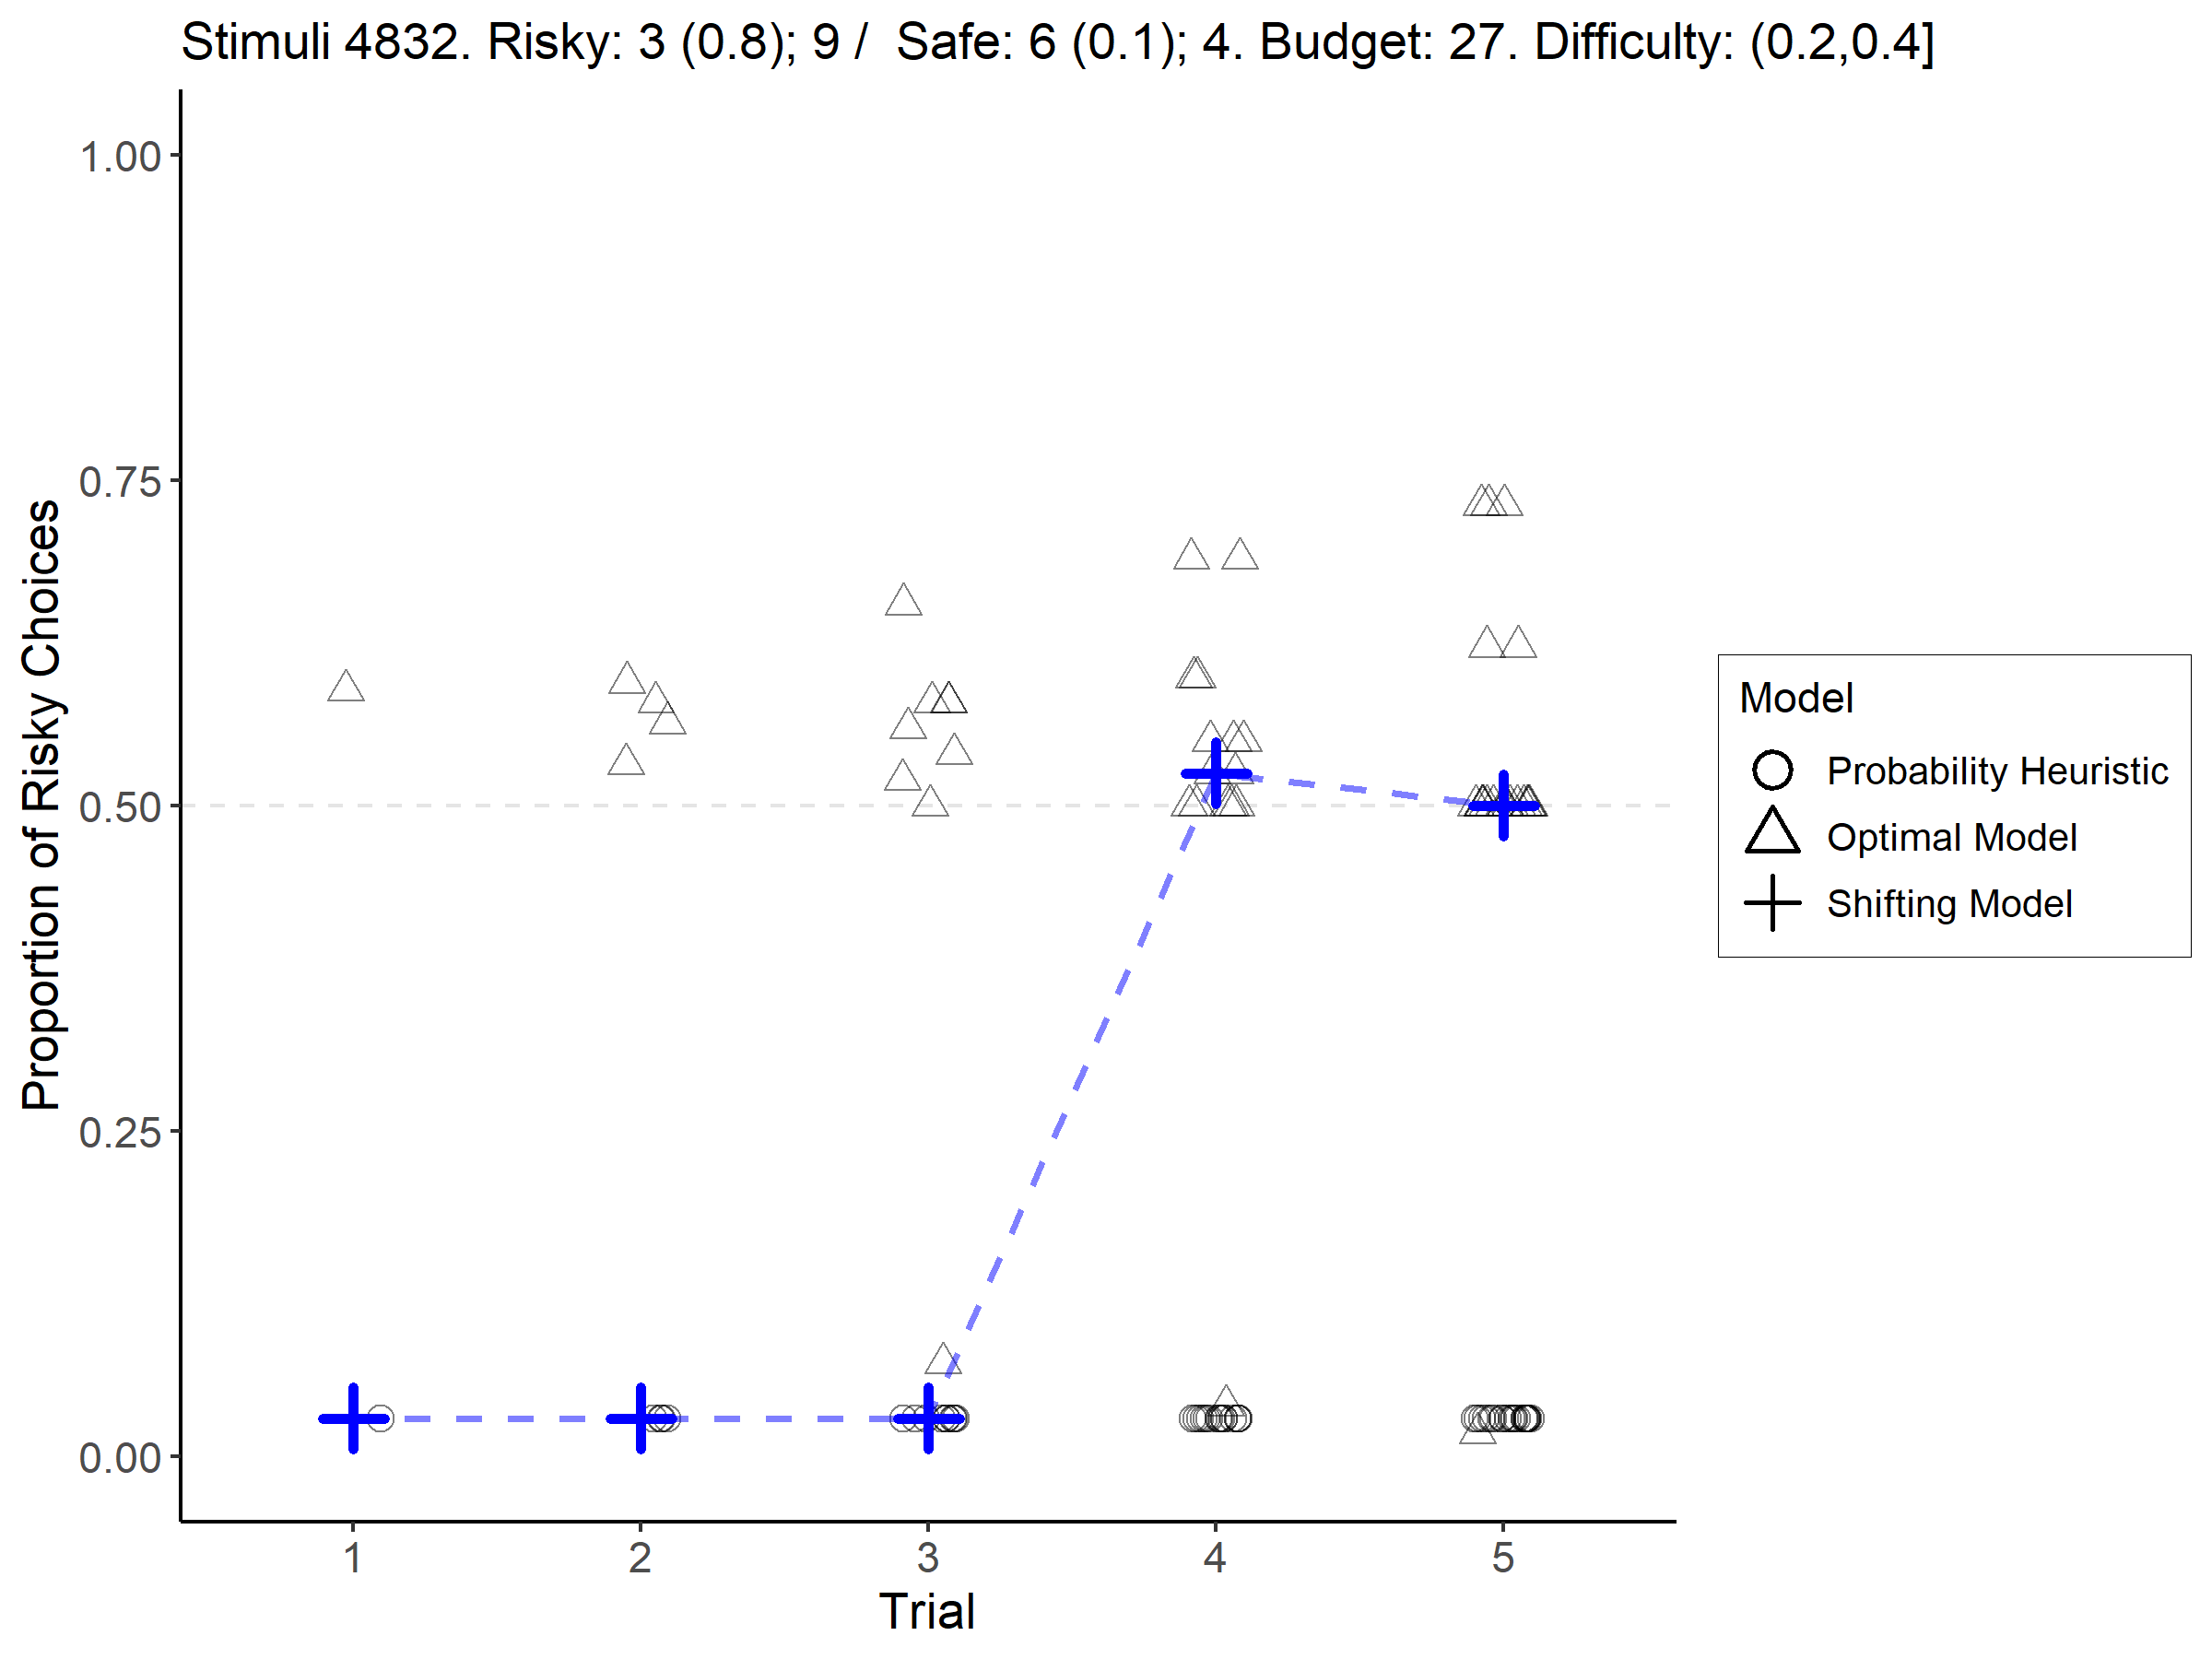 Stimuli 4832. Risky: 3 (0.8); 9 /  Safe: 6 (0.1); 4. Budget: 27. Difficulty: (0.2,0.4]
Proportion of Risky Choices
1.00
0.75
0.50
0.25
0.00
1 2 3 4 5
Trial
Model
Probability Heuristic
Optimal Model
Shifting Model